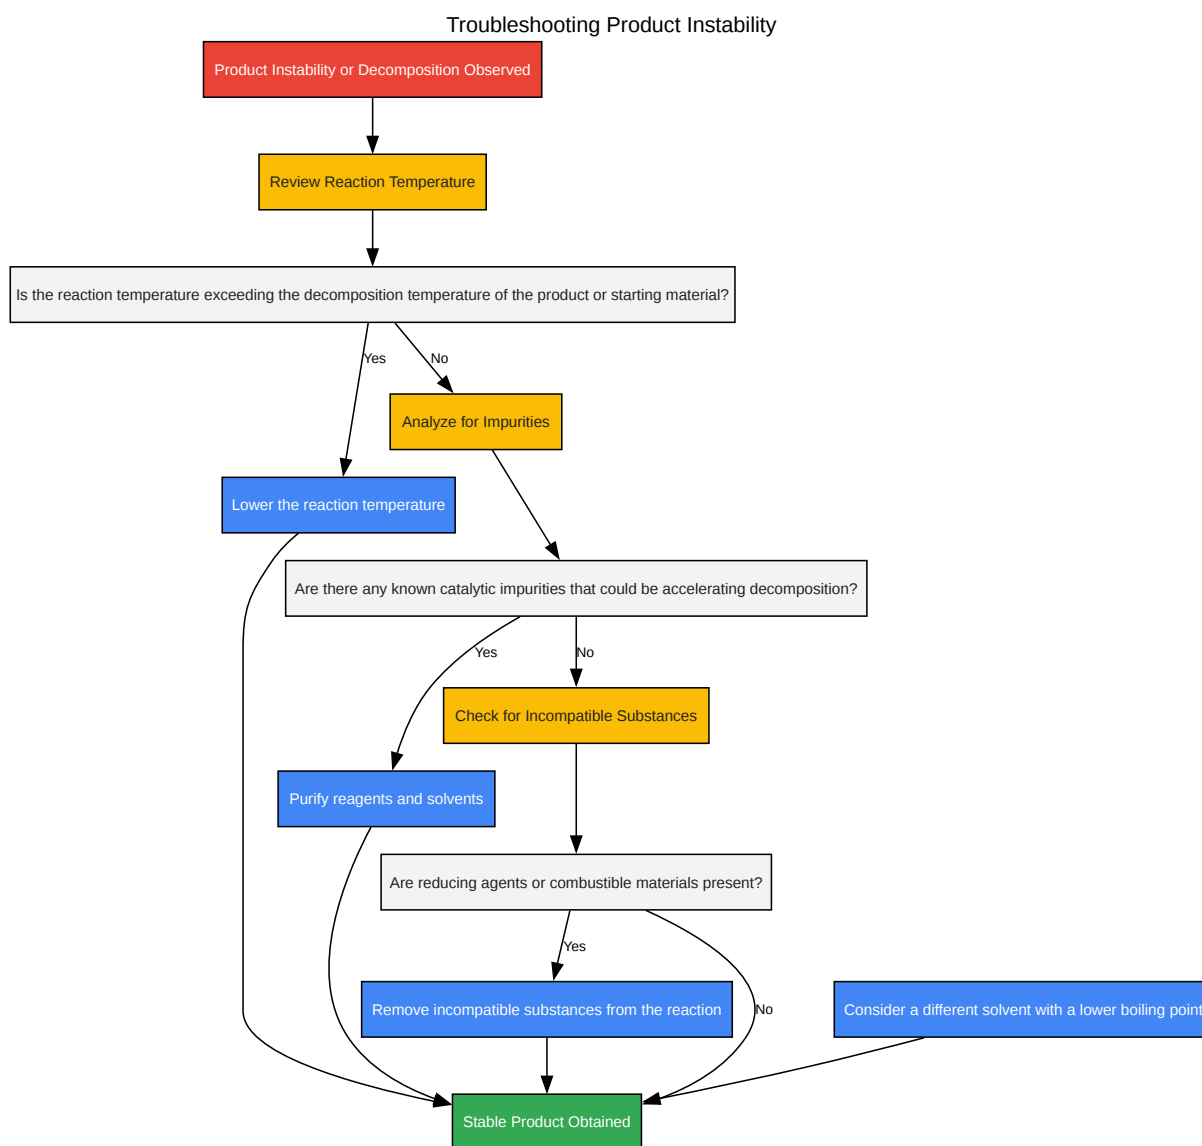 Troubleshooting Product Instability
Product Instability or Decomposition Observed
Review Reaction Temperature
Is the reaction temperature exceeding the decomposition temperature of the product or starting material?
Yes
No
Analyze for Impurities
Lower the reaction temperature
Are there any known catalytic impurities that could be accelerating decomposition?
Yes
No
Check for Incompatible Substances
Purify reagents and solvents
Are reducing agents or combustible materials present?
Yes
Remove incompatible substances from the reaction
No
Consider a different solvent with a lower boiling point
Stable Product Obtained